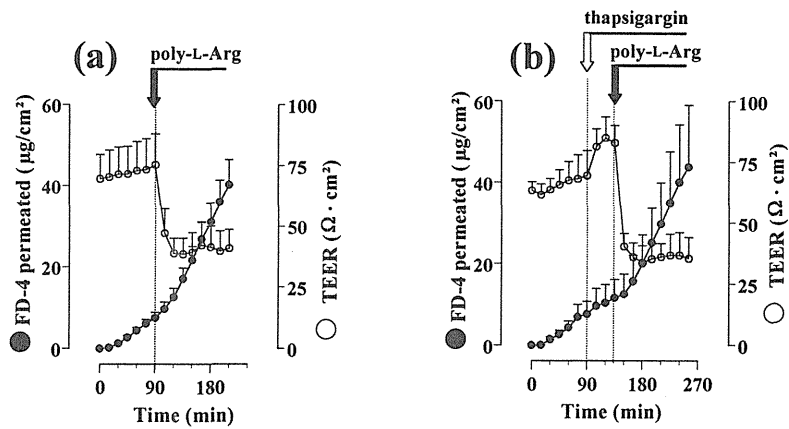 (a)
poly-L-Arg
FD-4 permeated ( µg/cm²)
60
40
20
0
100
75
50
25
0
TEER (Ω · cm²)
0 90 180
Time (min)
(b)
thapsigargin
poly-L-Arg
FD-4 permeated ( µg/cm²)
60
40
20
0
100
75
50
25
0
TEER (Ω · cm²)
0 90 180 270
Time (min)